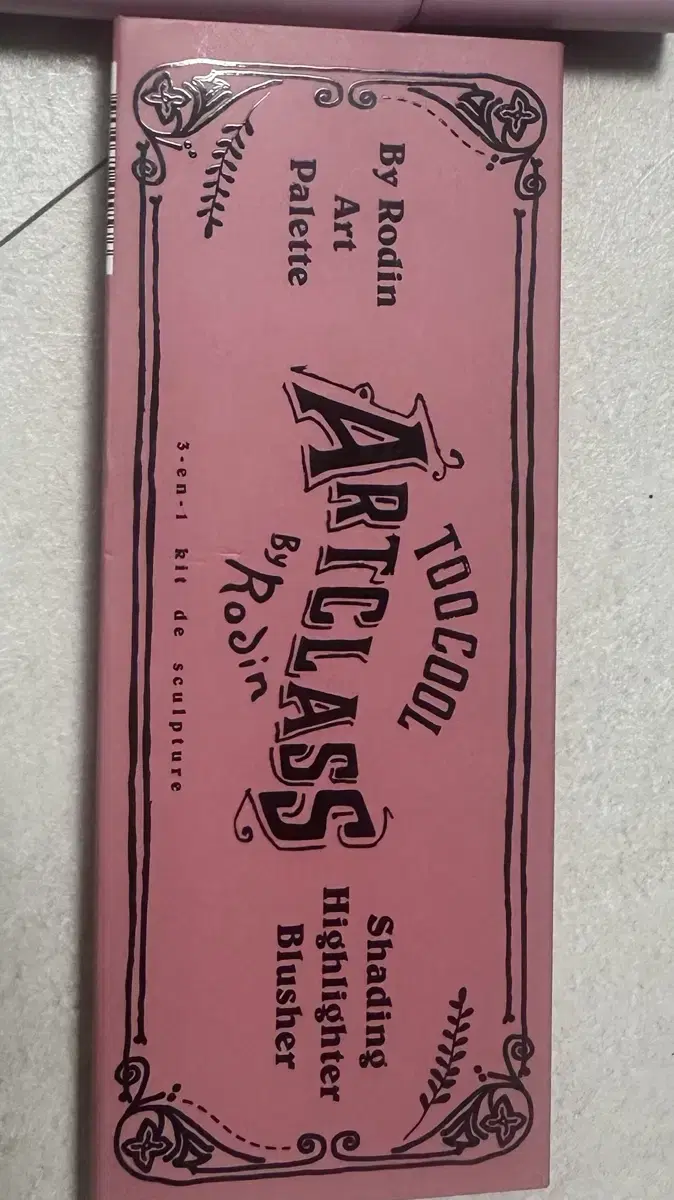 By Rodin
Art
Palette
TOO COOL
ARTCLASS
By Rodin
Shading
Highlighter
Blusher
3-en-1 kit de sculpture